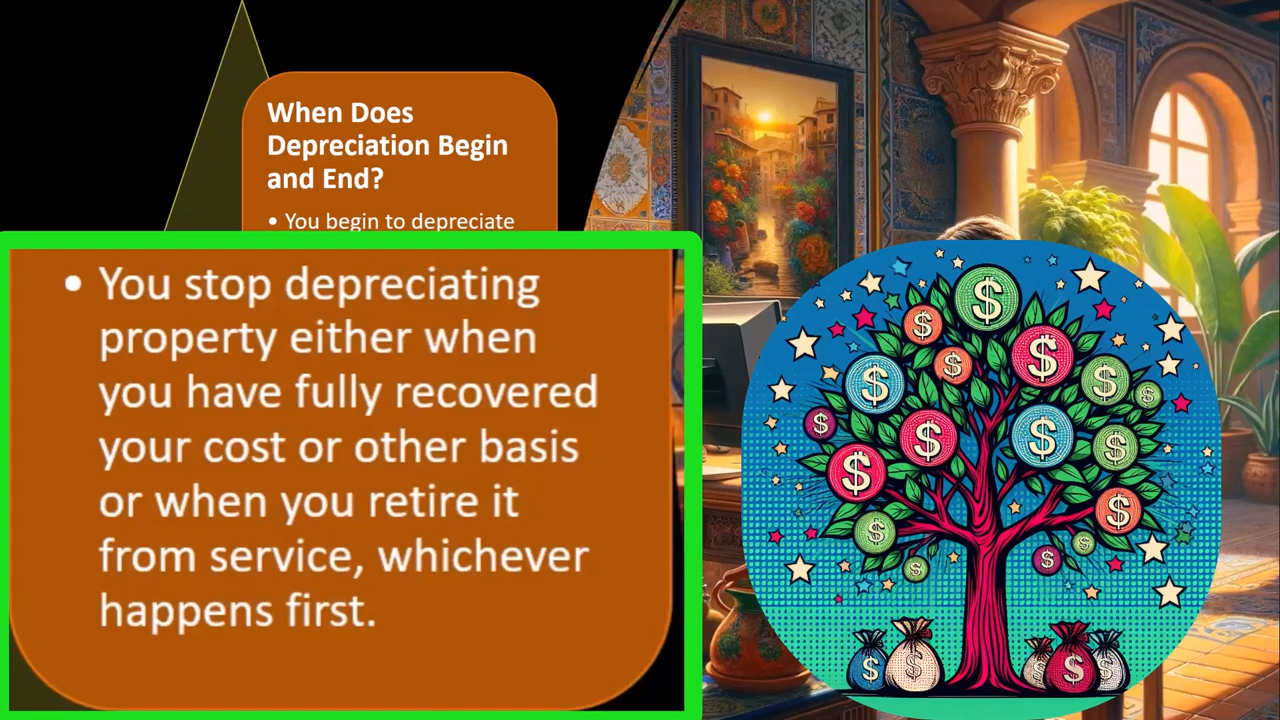 When Does
Depreciation Begin
and End?
• You begin to depreciate
• You stop depreciating
property either when
you have fully recovered
your cost or other basis
or when you retire it
from service, whichever
happens first.
$ $ $ $ $ $ $ $ $ $ $ $ $ $ $ $ $
$ $ $ $ $